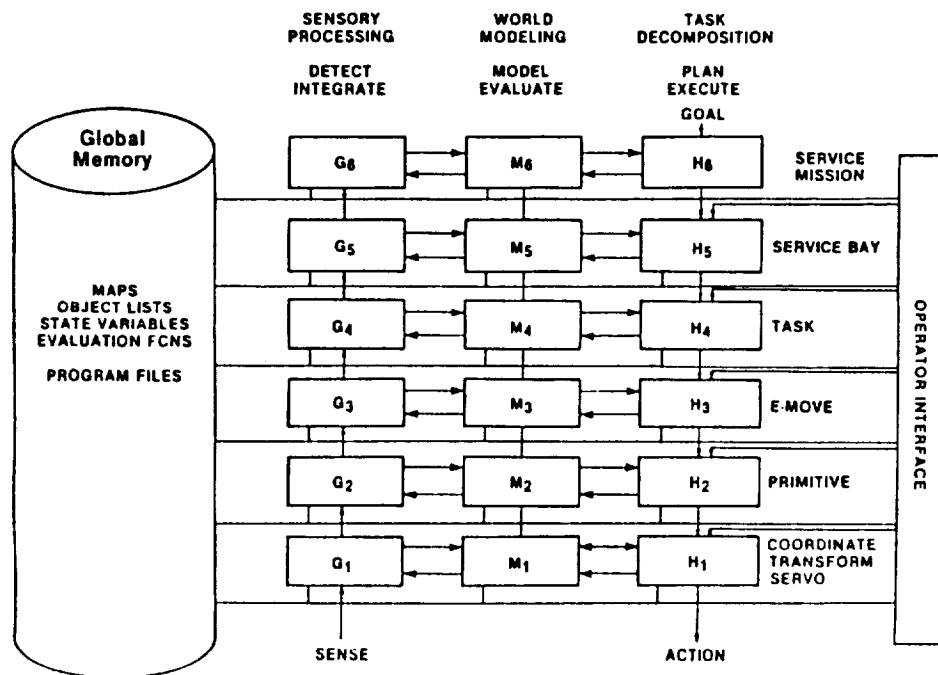 SENSORY
PROCESSING
WORLD
MODELING
TASK
DECOMPOSITION
DETECT
INTEGRATE
MODEL
EVALUATE
PLAN
EXECUTE
GOAL
Global
Memory
MAPS
OBJECT LISTS
STATE VARIABLES
EVALUATION FCNS
PROGRAM FILES
G6
M6
H6
SERVICE
MISSION
G5
M5
H5
SERVICE BAY
G4
M4
H4
TASK
G3
M3
H3
E-MOVE
G2
M2
H2
PRIMITIVE
G1
M1
H1
COORDINATE
TRANSFORM
SERVO
SENSE
ACTION
OPERATOR INTERFACE